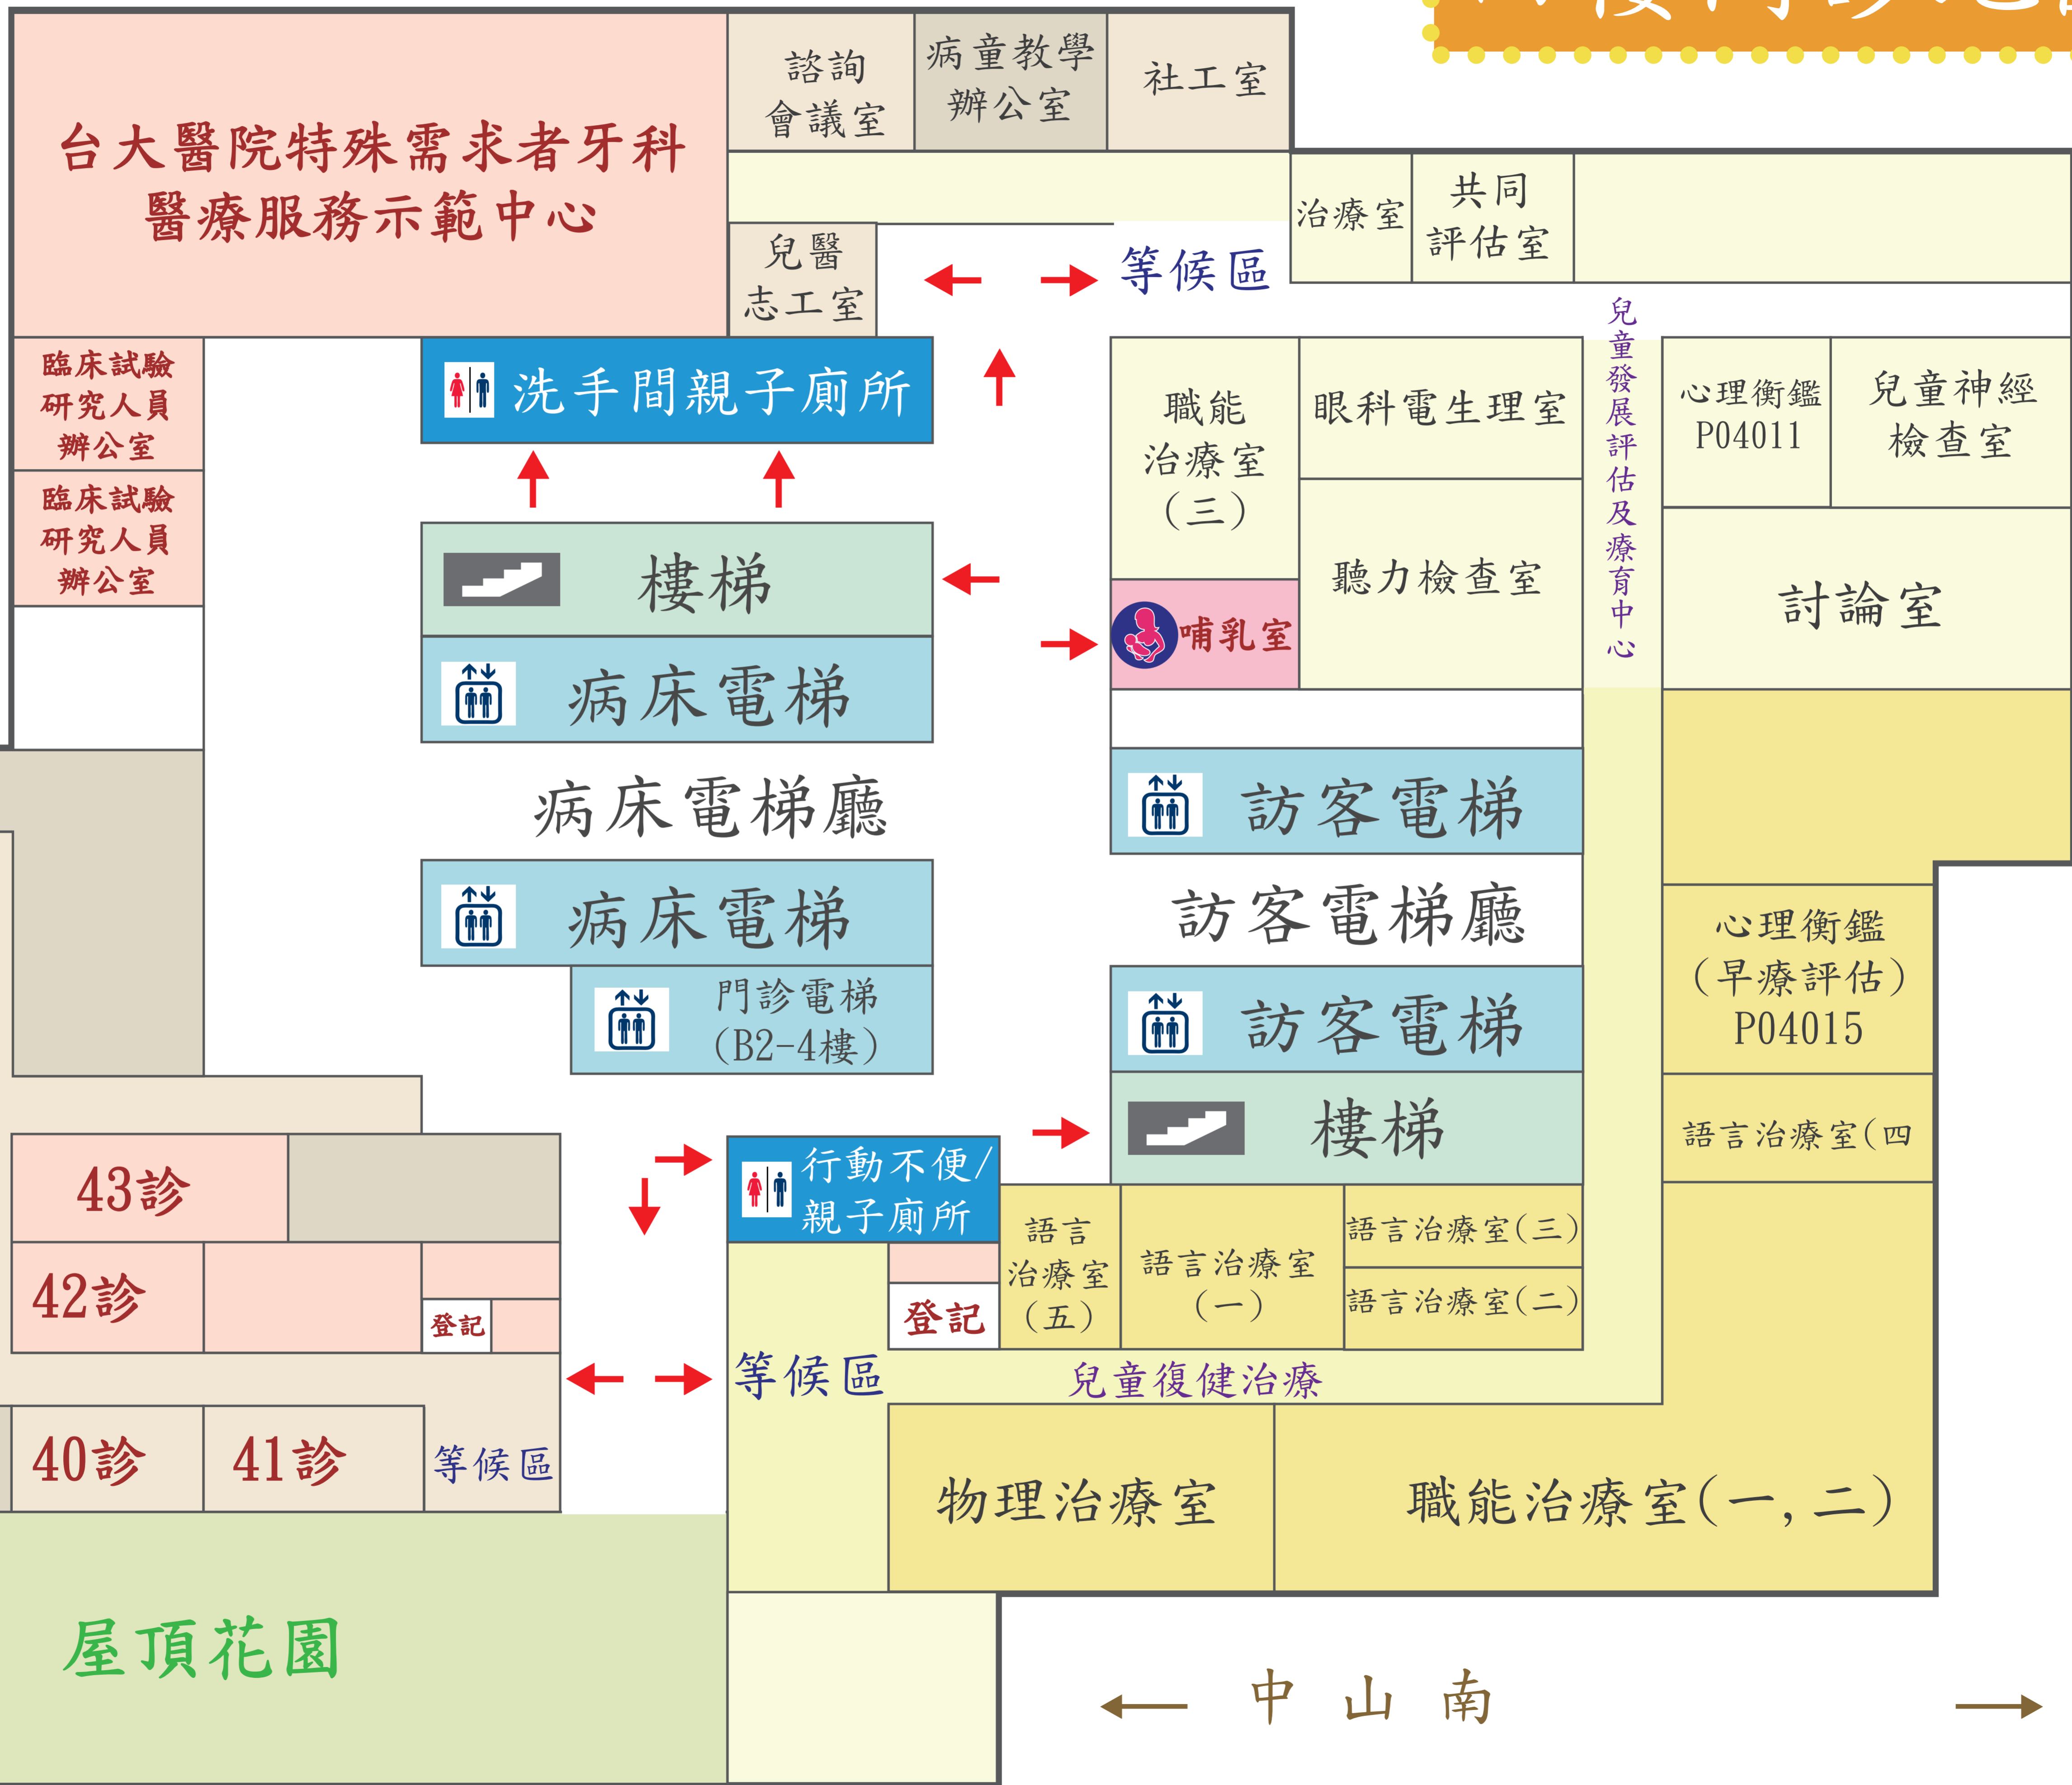 諮詢
會議室
病童教學
辦公室
社工室
台大醫院特殊需求者牙科
醫療服務示範中心
治療室
共同
評估室
兒醫
志工室
等候區
臨床試驗
研究人員
辦公室
洗手間親子廁所
職能
治療室
(三)
眼科電生理室
兒童發展評估及療育中心
心理衡鑑
P04011
兒童神經
檢查室
臨床試驗
研究人員
辦公室
樓梯
聽力檢查室
討論室
哺乳室
病床電梯
病床電梯廳
訪客電梯
病床電梯
訪客電梯廳
心理衡鑑
(早療評估)
P04015
門診電梯
(B2-4樓)
訪客電梯
樓梯
語言治療室(四
43診
行動不便/
親子廁所
語言
治療室
(五)
語言治療室
(一)
語言治療室(三)
語言治療室(二)
42診
登記
登記
等候區
兒童復健治療
40診
41診
等候區
物理治療室
職能治療室(一,二)
屋頂花園
中山南